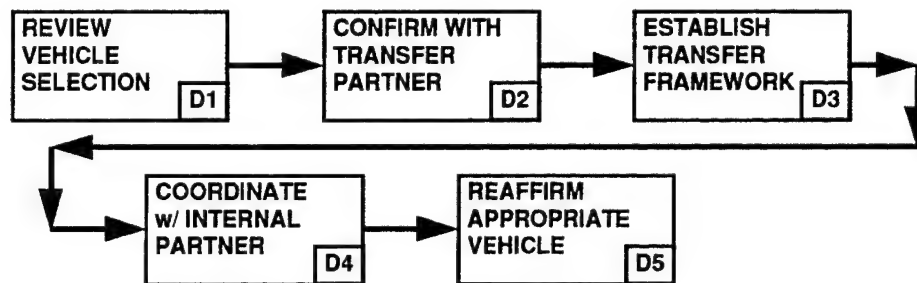 REVIEW
VEHICLE
SELECTION
D1
CONFIRM WITH
TRANSFER
PARTNER
D2
ESTABLISH
TRANSFER
FRAMEWORK
D3
COORDINATE
w/ INTERNAL
PARTNER
D4
REAFFIRM
APPROPRIATE
VEHICLE
D5